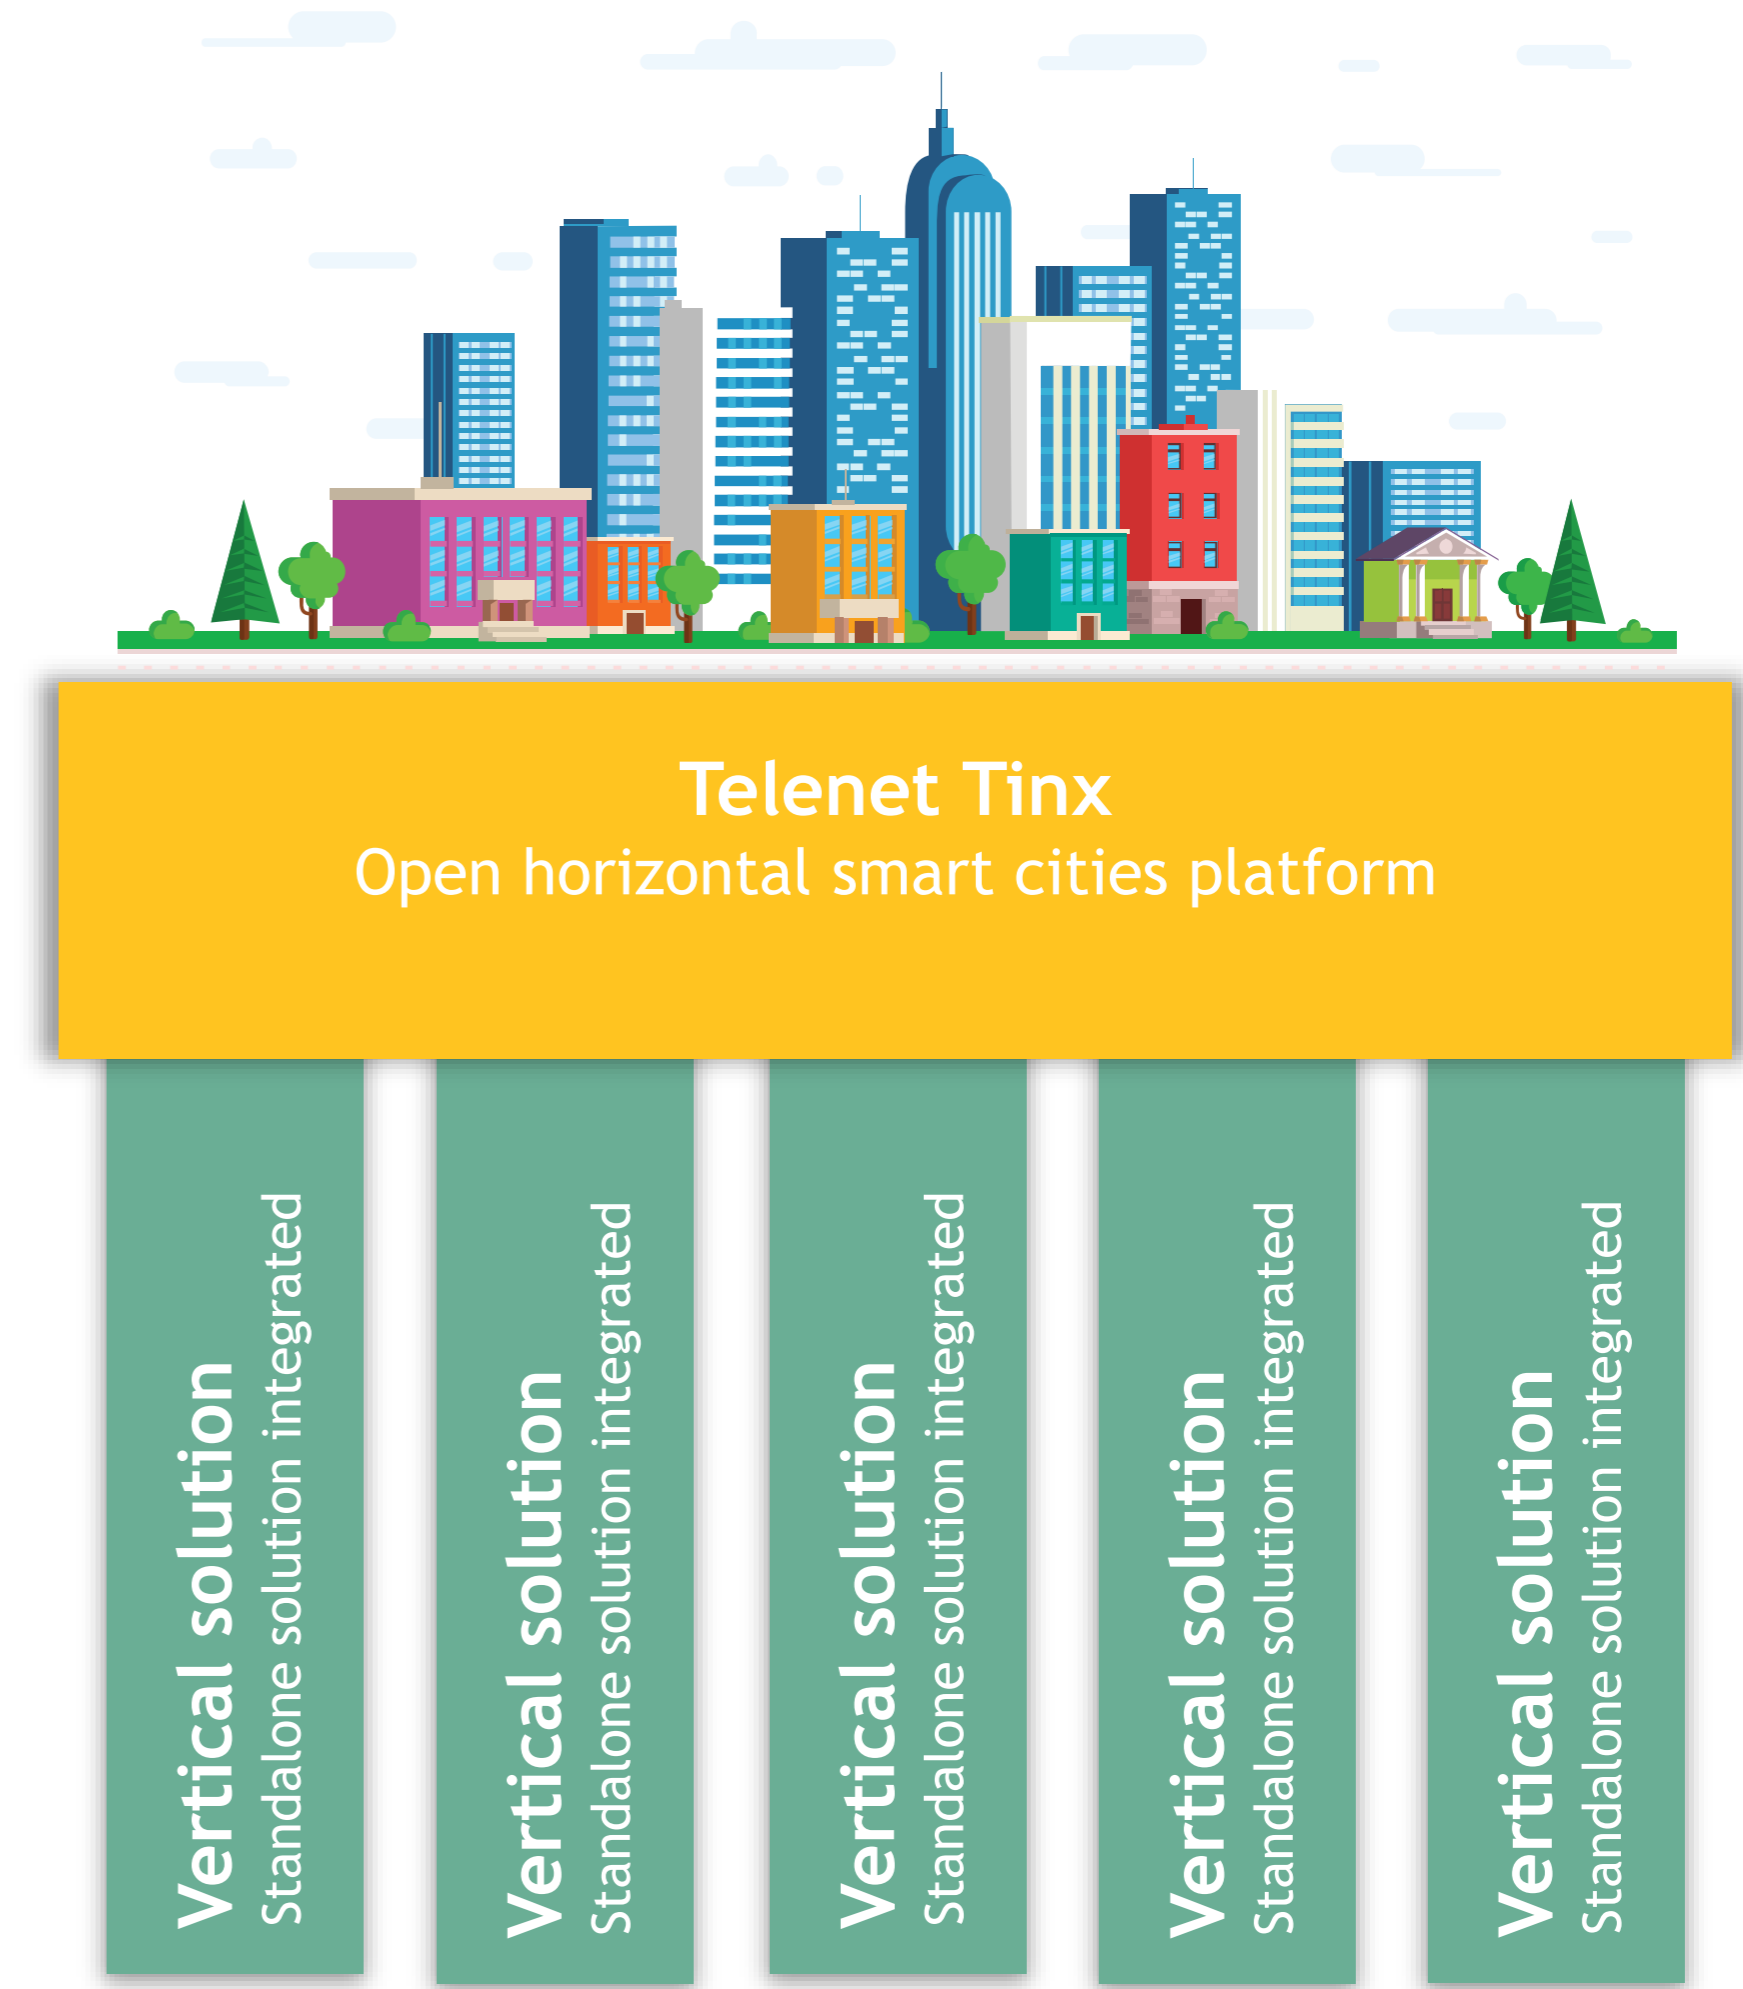 Telenet Tinx
Open horizontal smart cities platform
Vertical solution
Standalone solution integrated
Vertical solution
Standalone solution integrated
Vertical solution
Standalone solution integrated
Vertical solution
Standalone solution integrated
Vertical solution
Standalone solution integrated